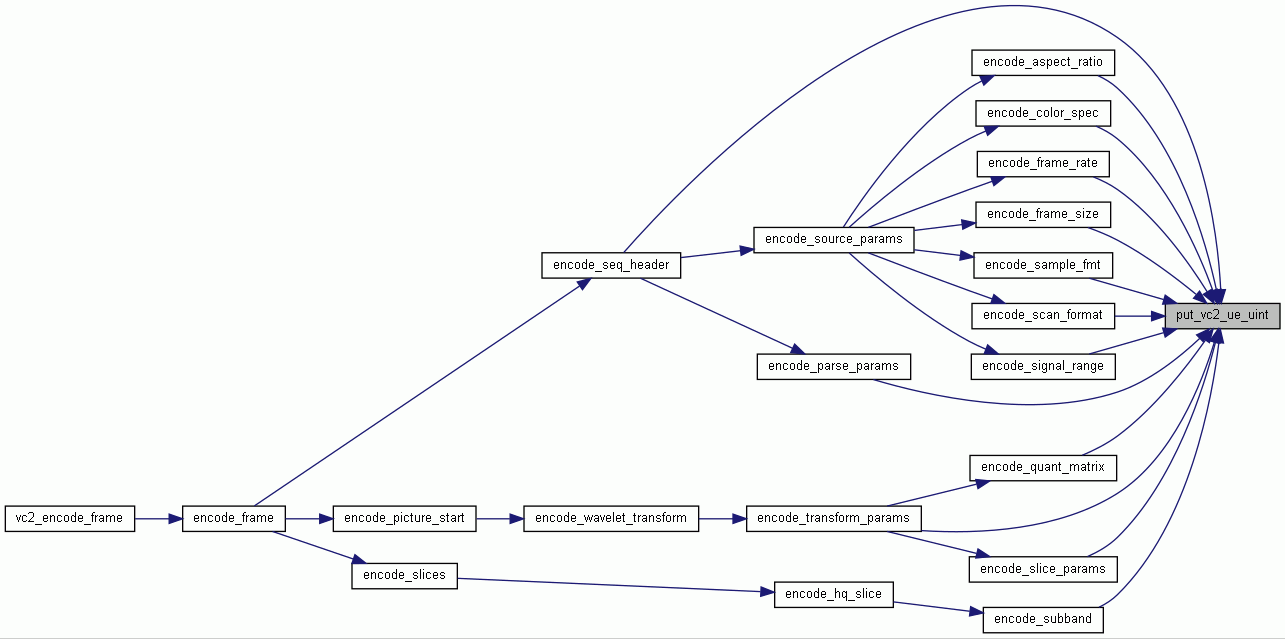 encode_aspect_ratio
encode_color_spec
encode_frame_rate
encode_frame_size
encode_source_params
encode_seq_header
encode_sample_fmt
encode_scan_format
put_vc2_ue_uint
encode_parse_params
encode_signal_range
encode_quant_matrix
vc2_encode_frame
encode_frame
encode_picture_start
encode_wavelet_transform
encode_transform_params
encode_slices
encode_slice_params
encode_hq_slice
encode_subband